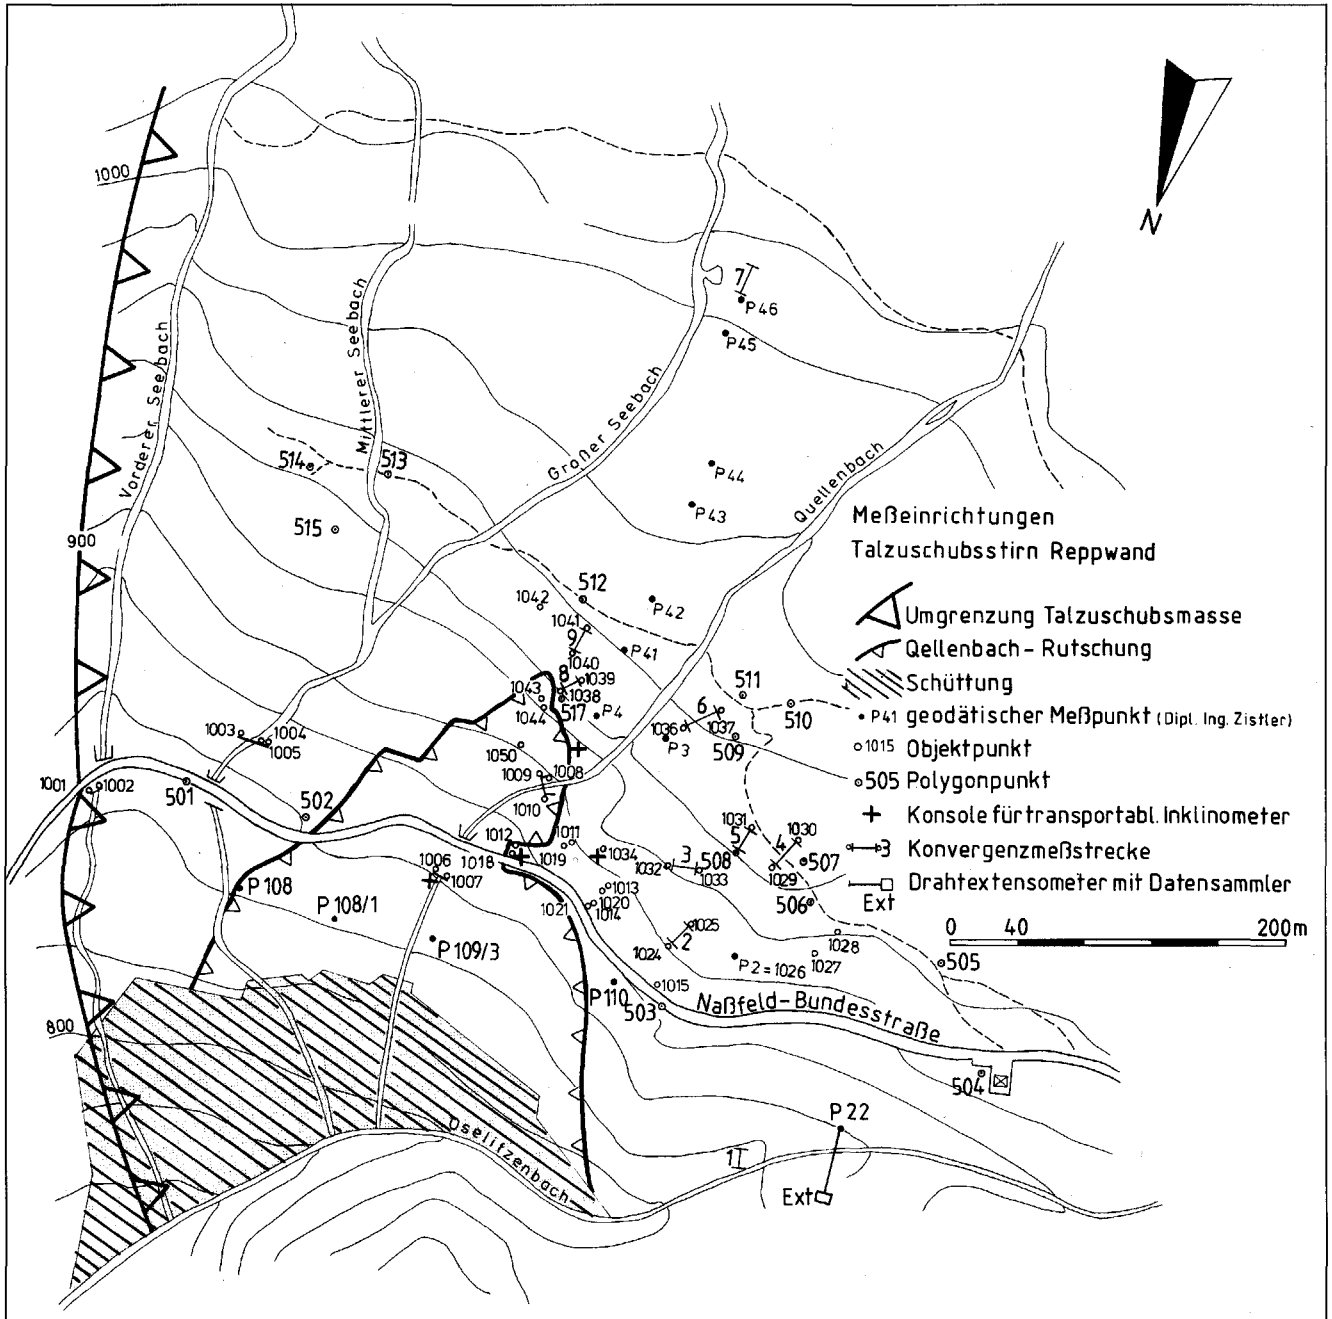 N
1000
7
P46
P45
Vorderer Seebach
Mittlerer Seebach
Großer Seebach
Quellenbach
514
513
515
P44
P43
900
Meßeinrichtungen
Talzuschubsstirn Reppwand
Umgrenzung Talzuschubsmasse
Qellenbach - Rutschung
Schüttung
P41 geodätischer Meßpunkt (Dipl. Ing. Zistler)
1015 Objektpunkt
505 Polygonpunkt
Konsole für transportabl. Inklinometer
3 Konvergenzmeßstrecke
Drahtextensometer mit Datensammler
Ext
0 40 200m
512
1042
P42
1041
9
P41
1040
8
1039
1038
1043
1044
517
P4
511
510
6
1036
1037
P3
509
1003
1004
1005
1050
1009
1008
1010
1001
1002
501
502
1031
5
1030
4
1012
1011
1018
1019
1034
1032
3
1033
508
1029
507
1006
1007
P108
P108/1
1013
1020
1014
1021
506
1025
1024
2
1028
1027
P109/3
P2=1026
505
P110
1015
503
Naßfeld-Bundesstraße
800
504
Oselitzenbach
P22
1
Ext